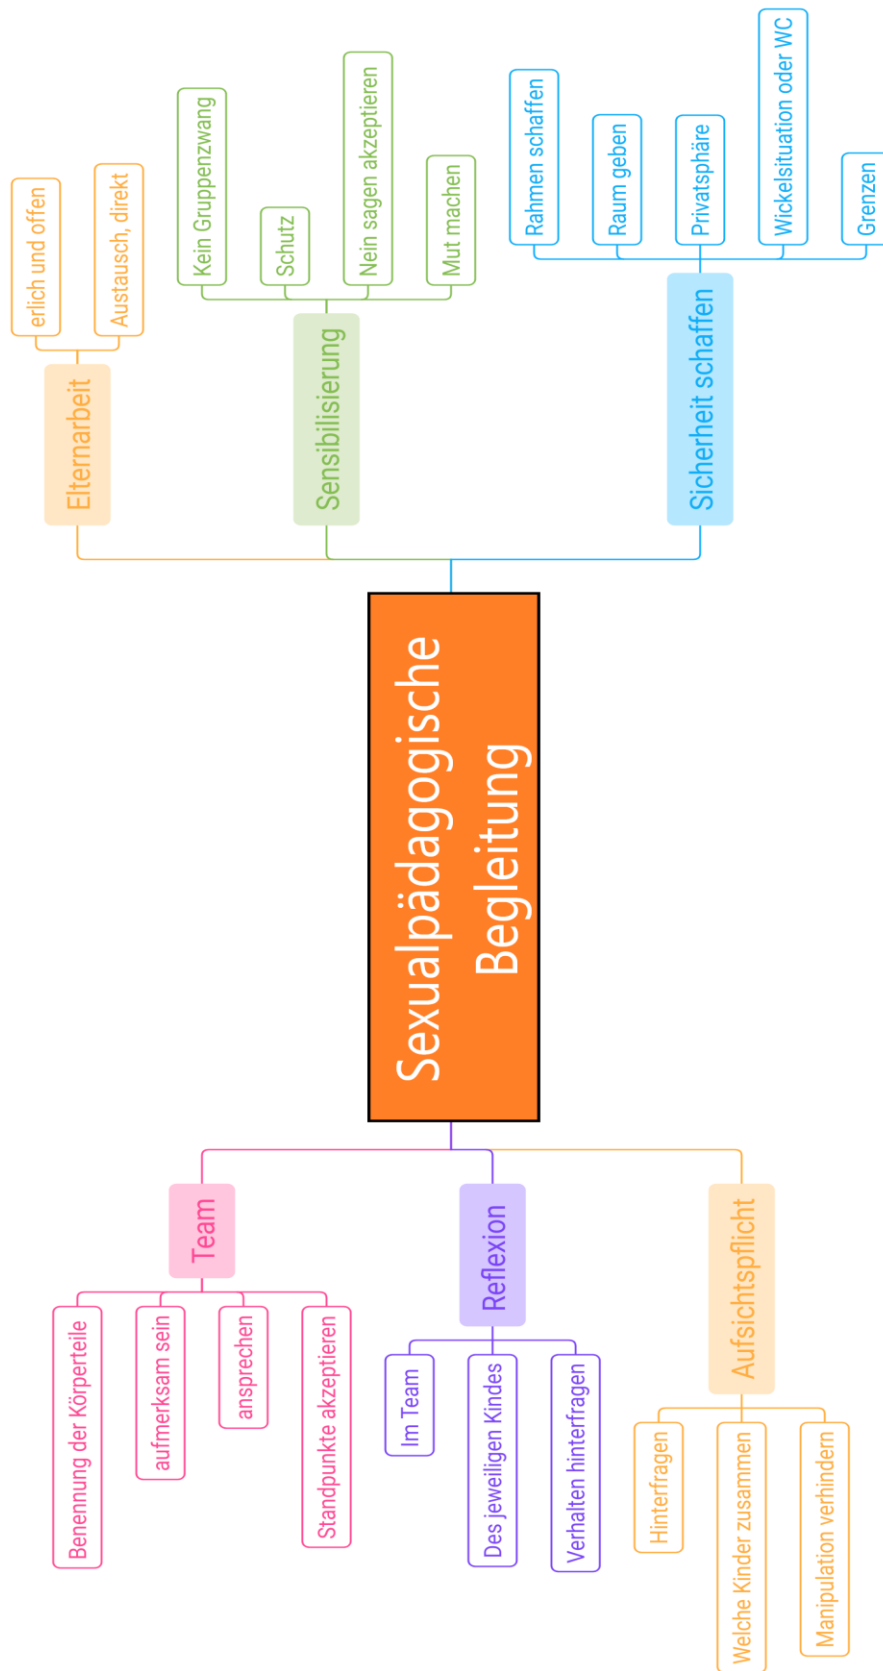 Sexualpädagogische
Begleitung
Team
Benennung der Körperteile
aufmerksam sein
ansprechen
Standpunkte akzeptieren
Reflexion
Im Team
Des jeweiligen Kindes
Verhalten hinterfragen
Aufsichtspflicht
Hinterfragen
Welche Kinder zusammen
Manipulation verhindern
Elternarbeit
erlich und offen
Austausch, direkt
Sensibilisierung
Kein Gruppenzwang
Schutz
Nein sagen akzeptieren
Mut machen
Sicherheit schaffen
Rahmen schaffen
Raum geben
Privatsphäre
Wickelsituation oder WC
Grenzen